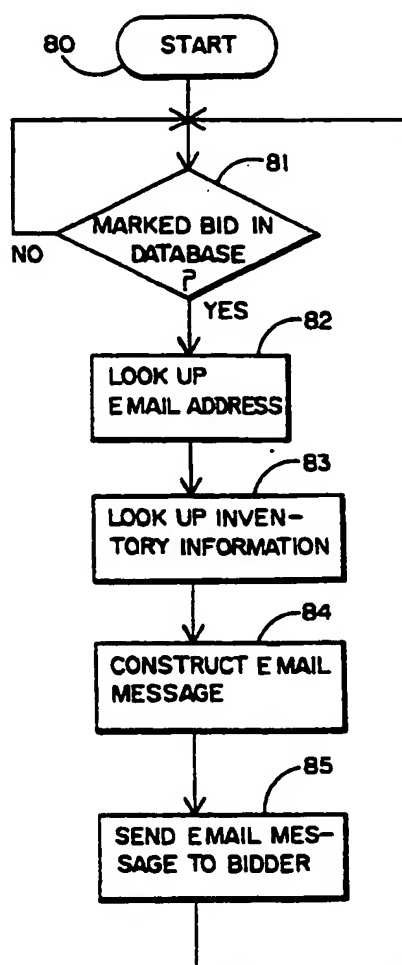 80
START
81
MARKED BID IN
DATABASE
?
NO
YES
82
LOOK UP
EMAIL ADDRESS
83
LOOK UP INVEN-
TORY INFORMATION
84
CONSTRUCT EMAIL
MESSAGE
85
SEND EMAIL MES-
SAGE TO BIDDER